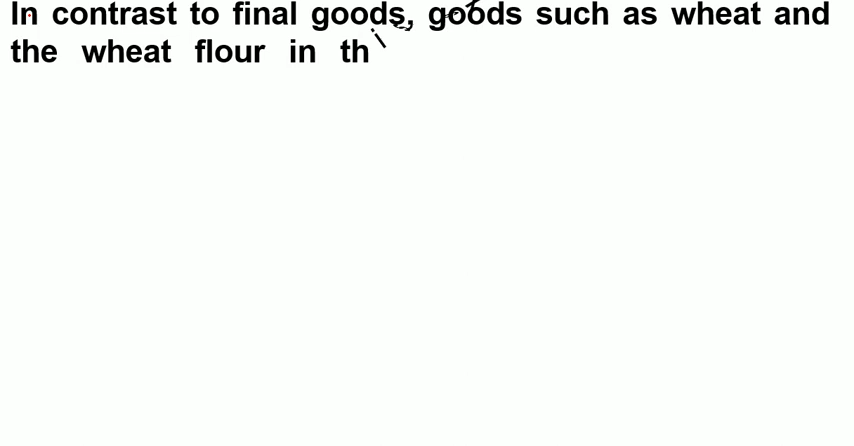 In contrast to final goods, goods such as wheat and
the wheat flour in th